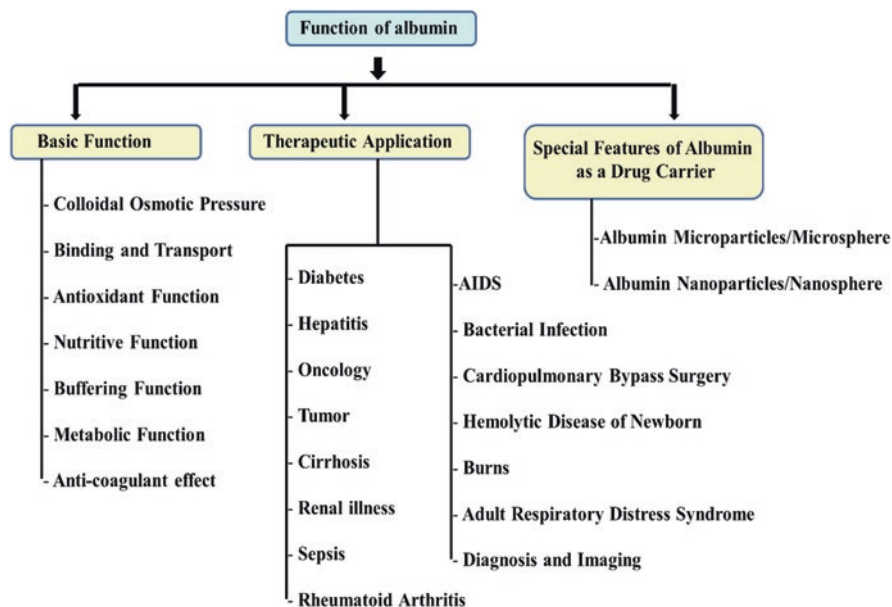 Function of albumin
Basic Function
- Colloidal Osmotic Pressure
- Binding and Transport
- Antioxidant Function
- Nutritive Function
- Buffering Function
- Metabolic Function
- Anti-coagulant effect
Therapeutic Application
- Diabetes
- Hepatitis
- Oncology
- Tumor
- Cirrhosis
- Renal illness
- Sepsis
- Rheumatoid Arthritis
-AIDS
- Bacterial Infection
- Cardiopulmonary Bypass Surgery
- Hemolytic Disease of Newborn
- Burns
- Adult Respiratory Distress Syndrome
- Diagnosis and Imaging
Special Features of Albumin
as a Drug Carrier
-Albumin Microparticles/Microsphere
- Albumin Nanoparticles/Nanosphere